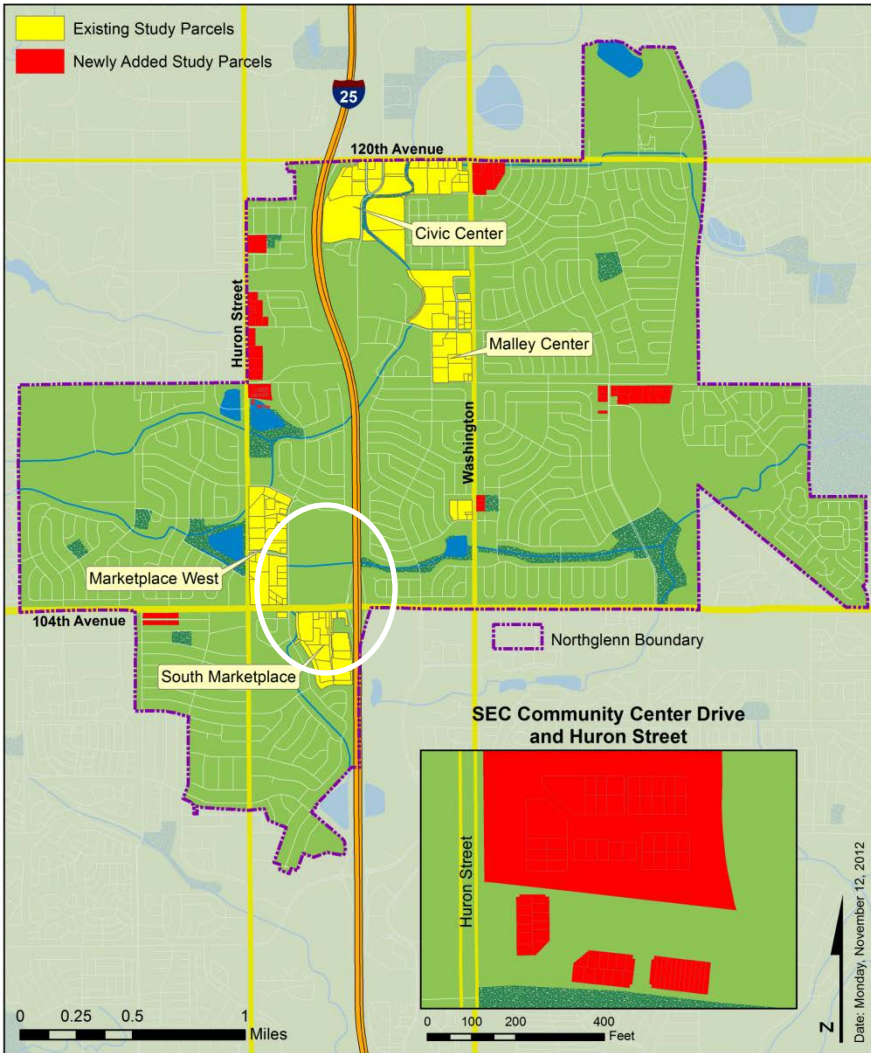 Existing Study Parcels
Newly Added Study Parcels
25
120th Avenue
Civic Center
Huron Street
Malley Center
Washington
Marketplace West
104th Avenue
Northglenn Boundary
South Marketplace
SEC Community Center Drive
and Huron Street
Huron Street
0 0.25 0.5 1
Miles
0 100 200 400
Feet
N
Date: Monday, November 12, 2012